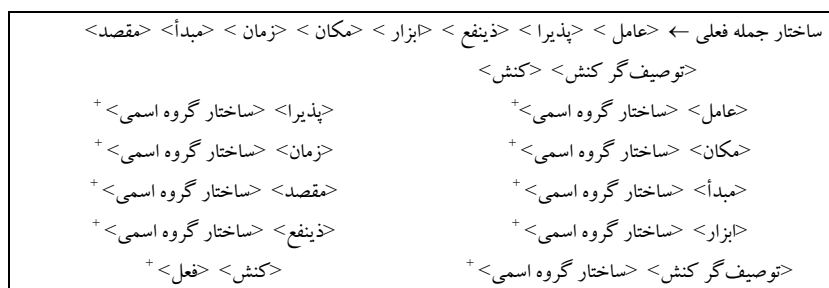 ساختار جمله فعلی ← <عامل > <پذیرا > <ذینفع > <ابزار > <مکان > <زمان > <مبدأ> <مقصد>
<توصیف‌گر کنش> <کنش>
<عامل> <ساختار گروه اسمی>+ <پذیرا> <ساختار گروه اسمی>+
<مکان> <ساختار گروه اسمی>+ <زمان> <ساختار گروه اسمی>+
<مبدأ> <ساختار گروه اسمی>+ <مقصد> <ساختار گروه اسمی>+
<ابزار> <ساختار گروه اسمی>+ <ذینفع> <ساختار گروه اسمی>+
<توصیف‌گر کنش> <ساختار گروه اسمی>+ <کنش> <فعل>+